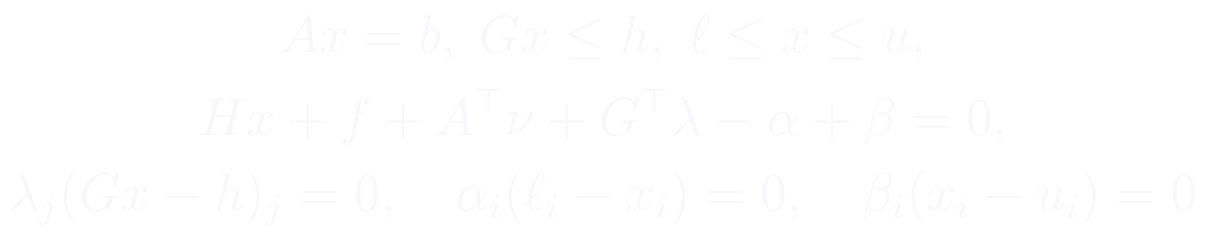 Ax = b, Gx ≤ h, ℓ ≤ x ≤ u,
Hx + f + A^⊤ν + G^⊤λ − α + β = 0,
λ_j(Gx − h)_j = 0, α_i(ℓ_i − x_i) = 0, β_i(x_i − u_i) = 0